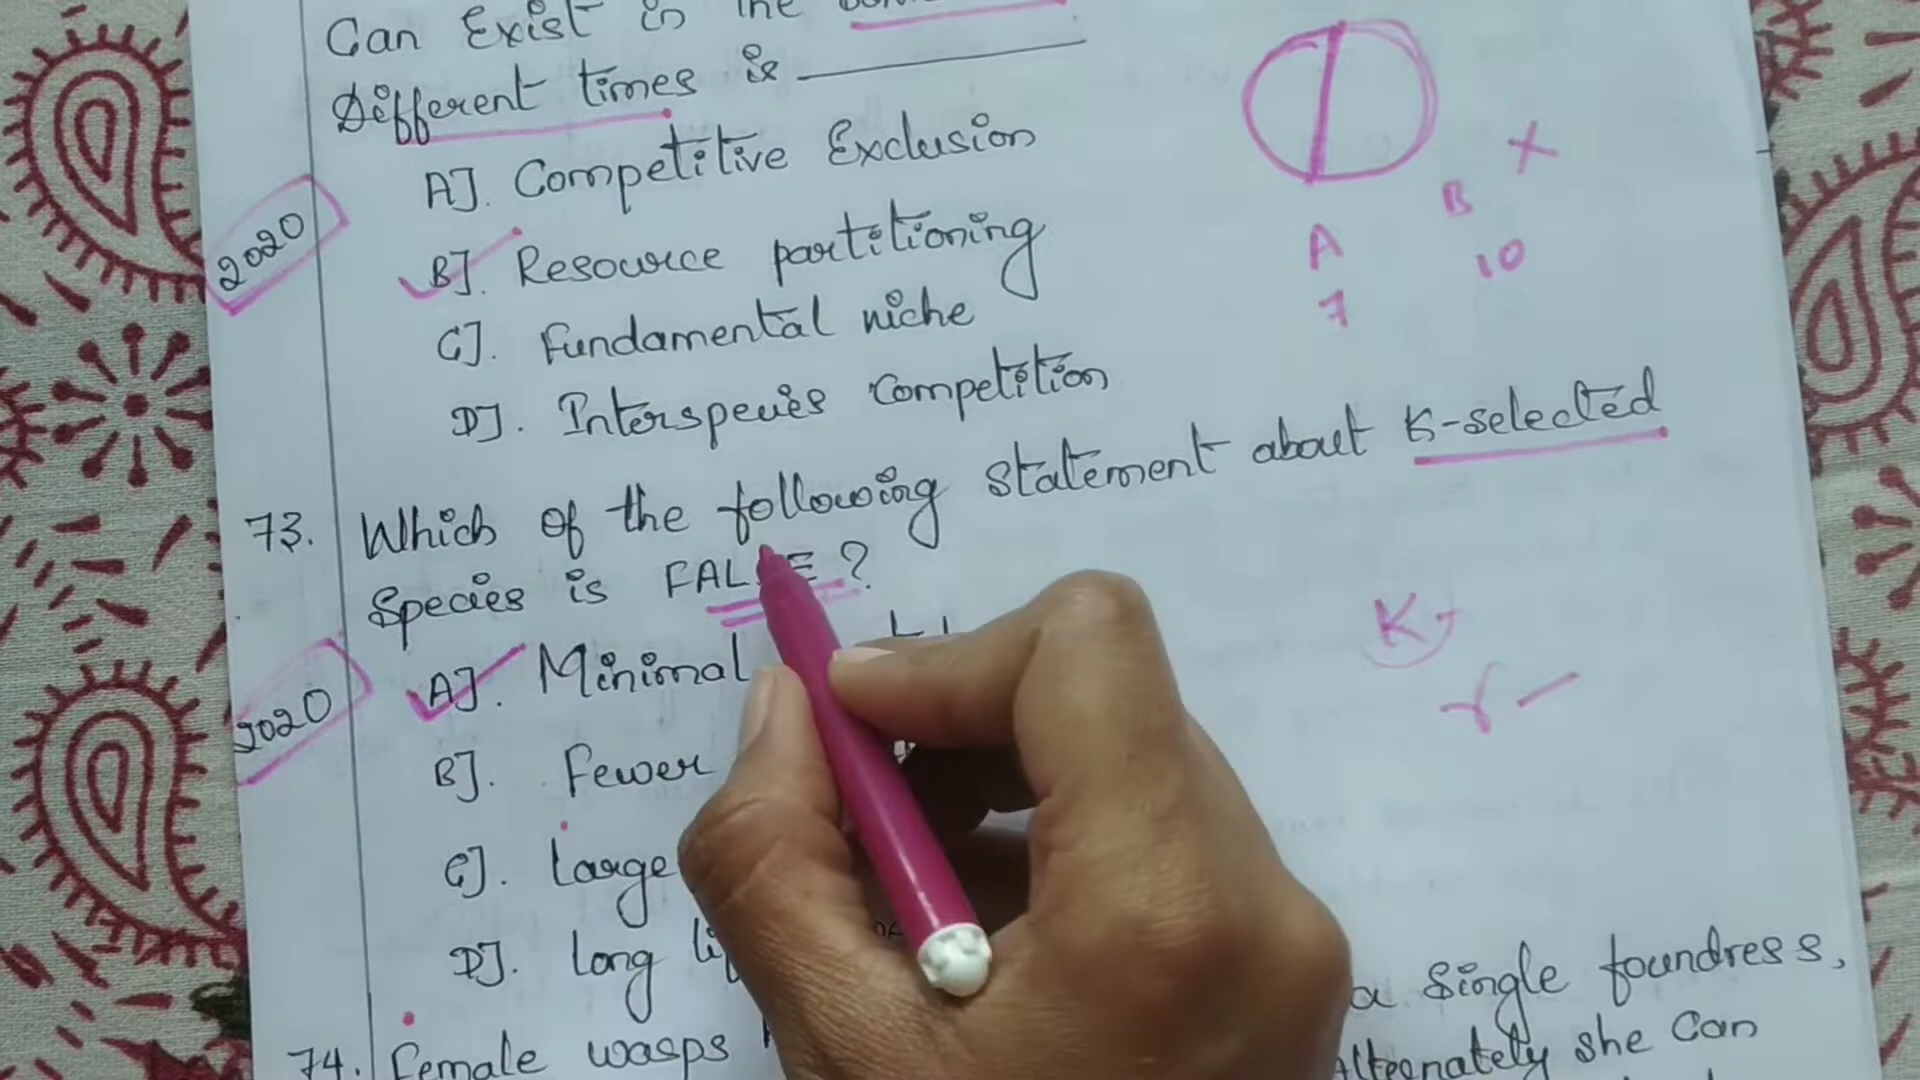 Can Exist in the
Different times is
A]. Competitive Exclusion
2020
B]. Resource partitioning
C]. Fundamental niche
D]. Interspecies Competition
A
B
X
7
10
73. Which of the following statement about K-selected
Species is FALSE?
2020
A]. Minimal
B]. Fewer
C]. Large
D]. long
K-
r-
a single foundress,
74. Female wasps
Alternately she can